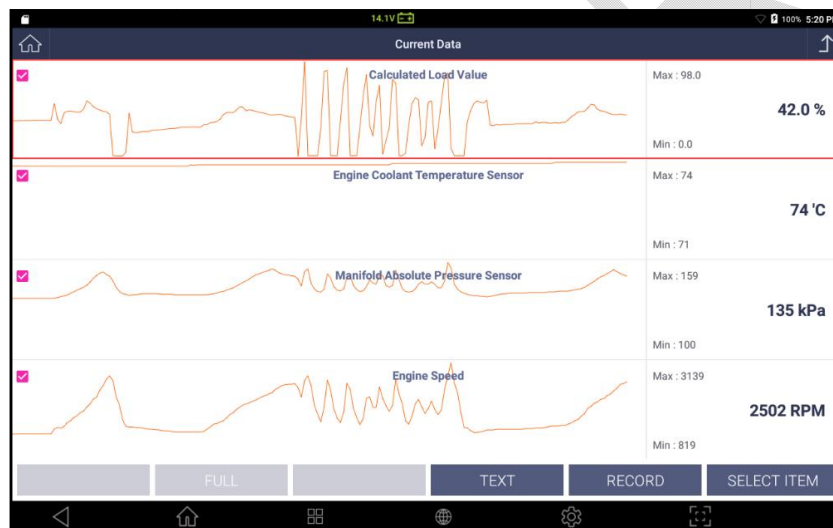 14.1V
100% 5:20 PM
Current Data
Calculated Load Value
Max : 98.0
42.0 %
Min : 0.0
Engine Coolant Temperature Sensor
Max : 74
74 'C
Min : 71
Manifold Absolute Pressure Sensor
Max : 159
135 kPa
Min : 100
Engine Speed
Max : 3139
2502 RPM
Min : 819
FULL
TEXT
RECORD
SELECT ITEM